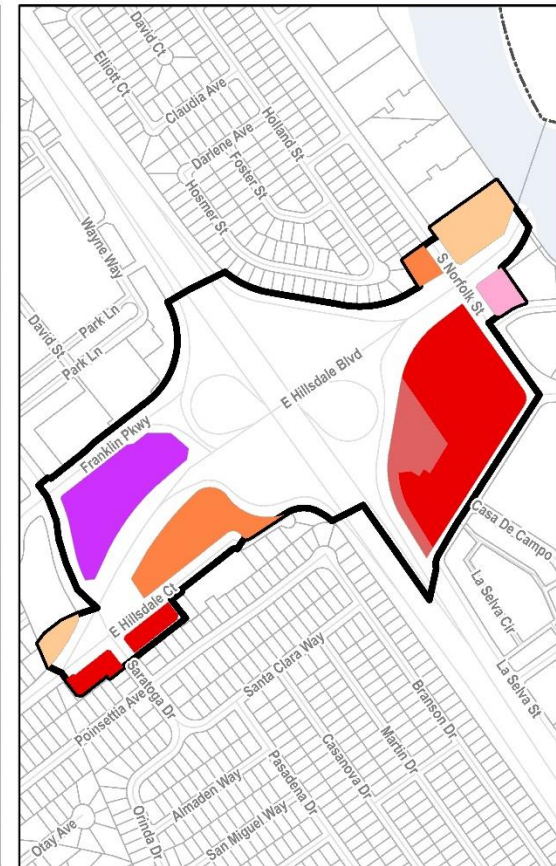 David Ct
Elliott Ct
Claudia Ave
Holland St
Darlene Ave
Foster St
Hosmer St
Wayne Way
S Norfolk St
Park Ln
David St
Park Ln
E Hillsdale Blvd
Franklin Pkwy
Casa De Campo
La Selva Cir
E Hillsdale Ct
La Selva St
Santa Clara Way
Saratoga Dr
Poinsettia Ave
Branson Dr
Martin Dr
Casanova Dr
Pasadena Dr
Almaden Way
Orinda Dr
San Miguel Way
Otay Ave